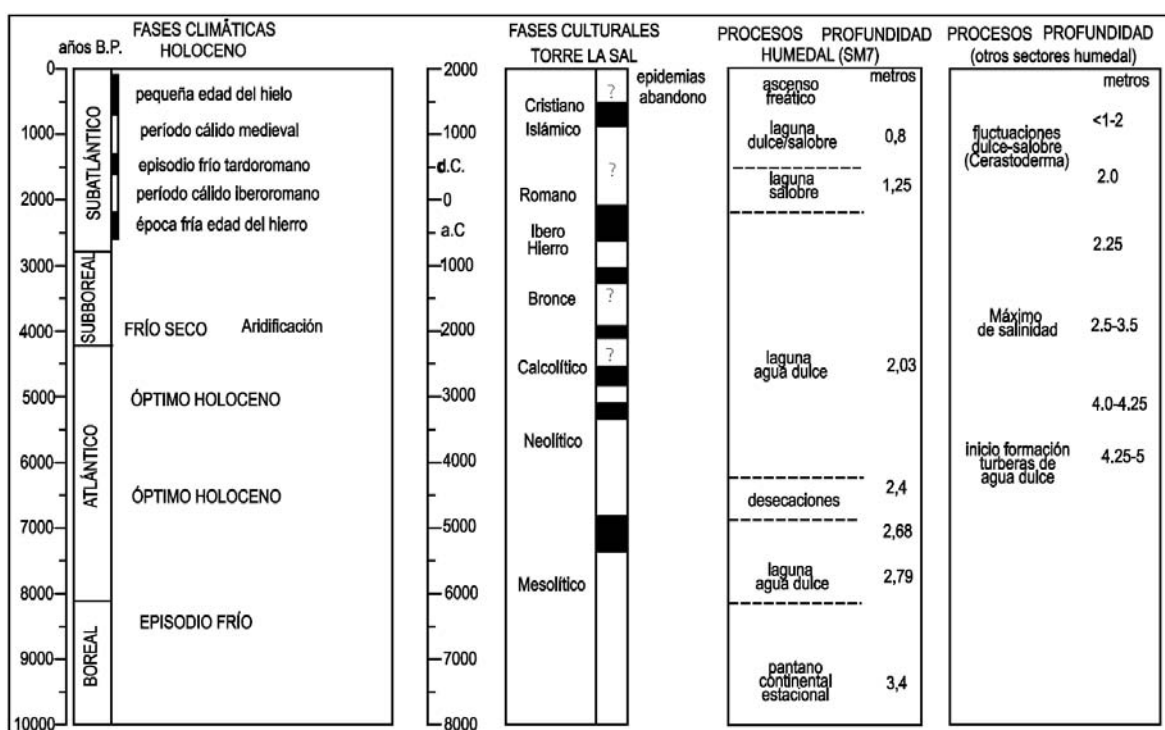 FASES CLIMÁTICAS
HOLOCENO
años B.P.
0
1000
2000
3000
4000
5000
6000
7000
8000
9000
10000
SUBATLÁNTICO
SUBBOREAL
ATLÁNTICO
BOREAL
pequeña edad del hielo
período cálido medieval
episodio frío tardoromano
período cálido iberoromano
época fría edad del hierro
FRÍO SECO Aridificación
ÓPTIMO HOLOCENO
ÓPTIMO HOLOCENO
EPISODIO FRÍO
2000
1000
d.C.
0
a.C
1000
2000
3000
4000
5000
6000
7000
8000
FASES CULTURALES
TORRE LA SAL
epidemias
abandono
Cristiano
Islámico
Romano
Ibero
Hierro
Bronce
Calcolítico
Neolítico
Mesolítico
?
?
?
?
PROCESOS PROFUNDIDAD
HUMEDAL (SM7)
metros
ascenso
freático
laguna
dulce/salobre
0,8
laguna
salobre
1,25
laguna
agua dulce
2,03
desecaciones
2,4
2,68
laguna
agua dulce
2,79
pantano
continental
estacional
3,4
PROCESOS PROFUNDIDAD
(otros sectores humedal)
metros
<1-2
fluctuaciones
dulce-salobre
(Cerastoderma)
2.0
2.25
Máximo
de salinidad
2.5-3.5
4.0-4.25
inicio formación
turberas de
agua dulce
4.25-5